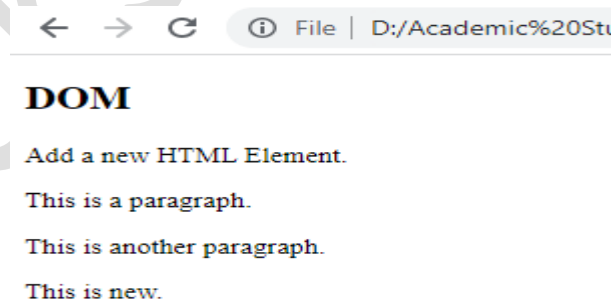 File | D:/Academic%20Stu
DOM
Add a new HTML Element.
This is a paragraph.
This is another paragraph.
This is new.